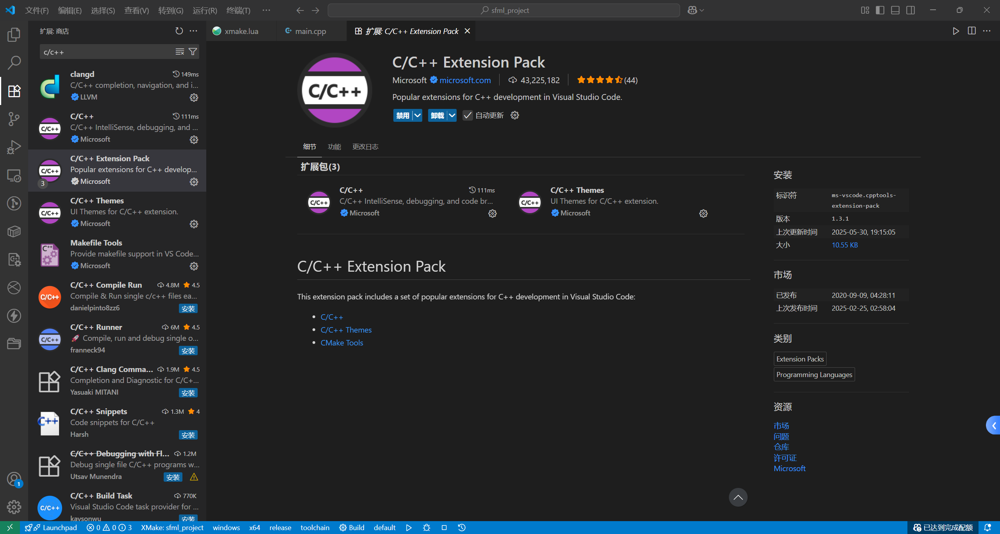 文件(F) 编辑(E) 选择(S) 查看(V) 转到(G) 运行(R) 终端(T) ··· sfml_project
扩展: 商店
c/c++
clangd 149ms
C/C++ completion, navigation, and i...
LLVM
C/C++ 111ms
C/C++ IntelliSense, debugging, and ...
Microsoft
C/C++ Extension Pack
Popular extensions for C++ develop...
Microsoft
3
C/C++ Themes
UI Themes for C/C++ extension.
Microsoft
Makefile Tools
Provide makefile support in VS Code...
Microsoft
C/C++ Compile Run 4.8M 4.5
Compile & Run single c/c++ files ea...
danielpinto8zz6 安装
C/C++ Runner 6M 4.5
🚀 Compile, run and debug single o...
franneck94 安装
C/C++ Clang Comma... 1.9M 4.5
Completion and Diagnostic for C/C+...
Yasuaki MITANI 安装
C/C++ Snippets 1.3M 4
Code snippets for C/C++
Harsh 安装
C/C++ Debugging with Fl... 1.2M
Debug single file C/C++ programs w...
Utsav Munendra 安装
C/C++ Build Task 770K
Visual Studio Code task provider for ...
kaysonwu 安装
1
xmake.lua main.cpp 扩展: C/C++ Extension Pack
C/C++
C/C++ Extension Pack
Microsoft microsoft.com 43,225,182 (44)
Popular extensions for C++ development in Visual Studio Code.
禁用 卸载 自动更新
细节 功能 更改日志
扩展包(3)
C/C++ 111ms
C/C++ IntelliSense, debugging, and code br...
Microsoft
C/C++ Themes
UI Themes for C/C++ extension.
Microsoft
C/C++ Extension Pack
This extension pack includes a set of popular extensions for C++ development in Visual Studio Code:
• C/C++
• C/C++ Themes
• CMake Tools
安装
标识符 ms-vscode.cpptools-
extension-pack
版本 1.3.1
上次更新时间 2025-05-30, 19:15:05
大小 10.55 KB
市场
已发布 2020-09-09, 04:28:11
上次发布时间 2025-02-25, 02:58:04
类别
Extension Packs
Programming Languages
资源
市场
问题
仓库
许可证
Microsoft
Launchpad 0 0 3 XMake: sfml_project windows x64 release toolchain Build default 已达到完成配额